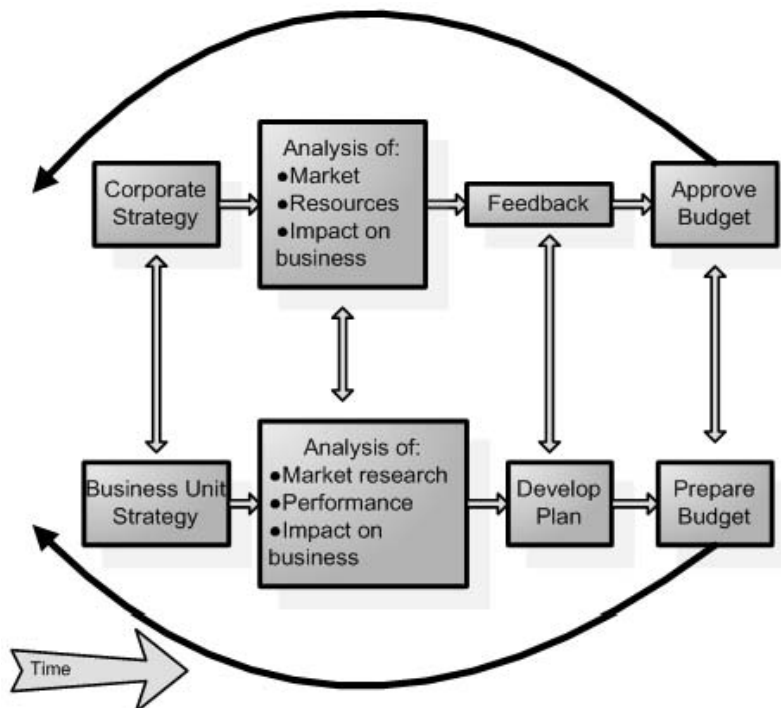 Corporate
Strategy
Analysis of:
●Market
●Resources
●Impact on
business
Feedback
Approve
Budget
Business Unit
Strategy
Analysis of:
●Market research
●Performance
●Impact on
business
Develop
Plan
Prepare
Budget
Time